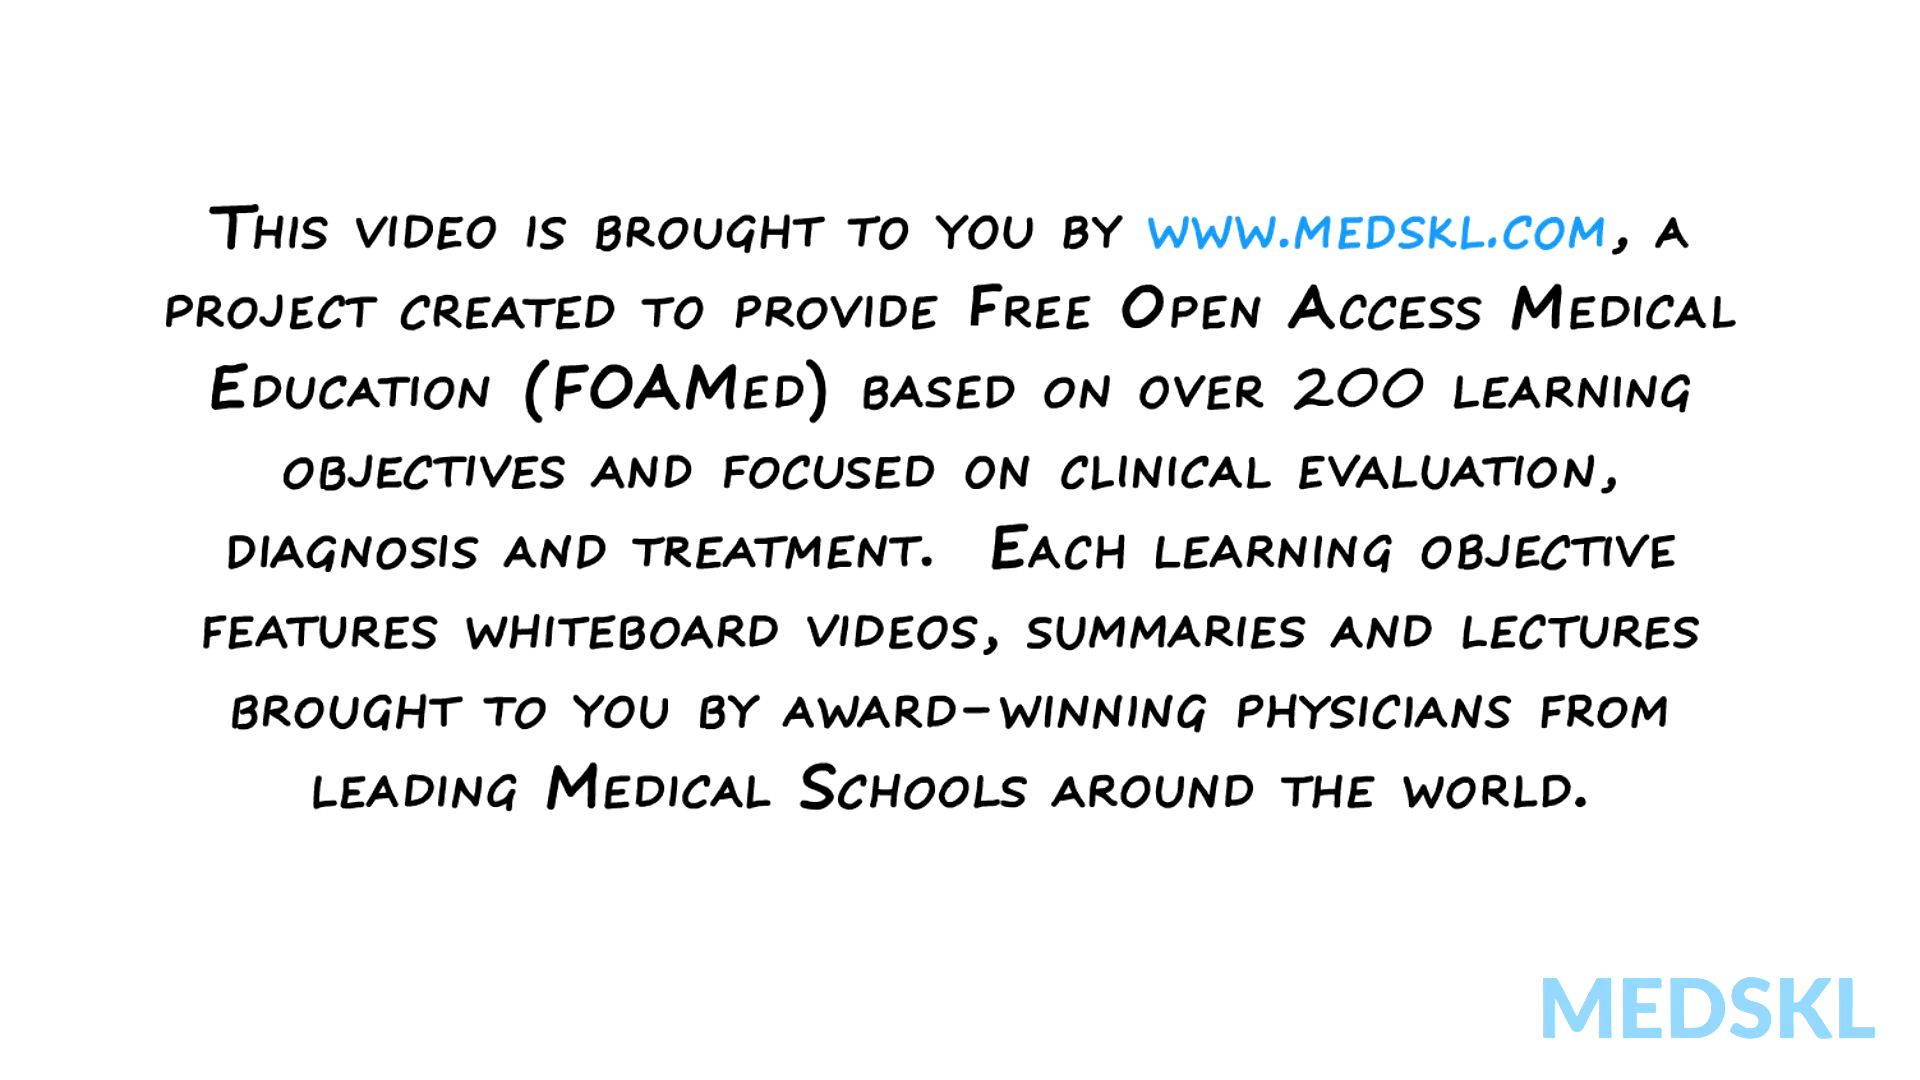 This video is brought to you by www.medskl.com, a
project created to provide Free Open Access Medical
Education (FOAMed) based on over 200 learning
objectives and focused on clinical evaluation,
diagnosis and treatment.  Each learning objective
features whiteboard videos, summaries and lectures
brought to you by award-winning physicians from
leading Medical Schools around the world.
MEDSKL